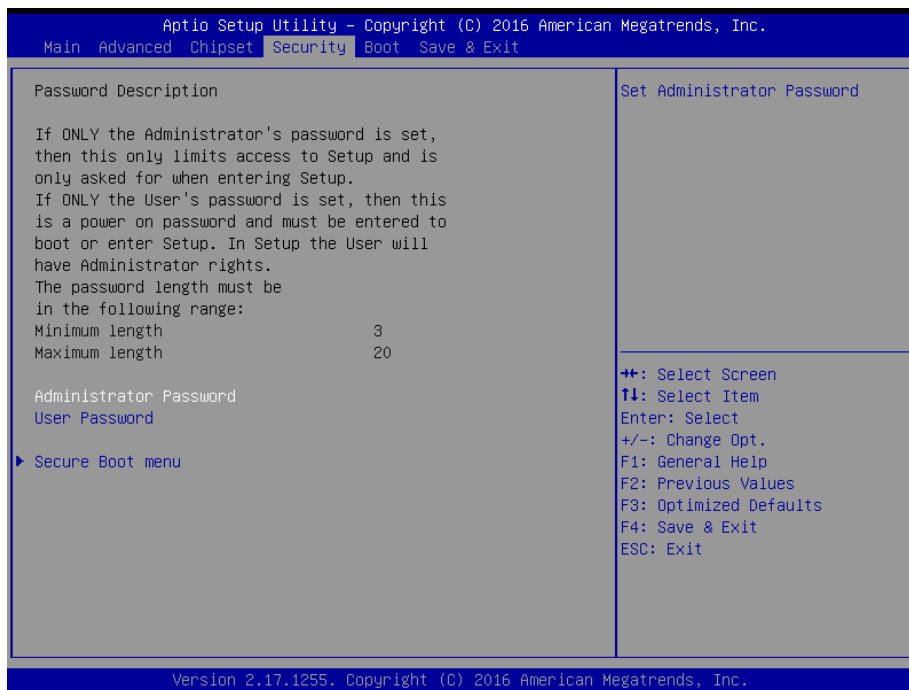 Aptio Setup Utility – Copyright (C) 2016 American Megatrends, Inc.
Main Advanced Chipset Security Boot Save & Exit
Password Description
If ONLY the Administrator's password is set,
then this only limits access to Setup and is
only asked for when entering Setup.
If ONLY the User's password is set, then this
is a power on password and must be entered to
boot or enter Setup. In Setup the User will
have Administrator rights.
The password length must be
in the following range:
Minimum length 3
Maximum length 20
Administrator Password
User Password
Secure Boot menu
Set Administrator Password
→←: Select Screen
↑↓: Select Item
Enter: Select
+/-: Change Opt.
F1: General Help
F2: Previous Values
F3: Optimized Defaults
F4: Save & Exit
ESC: Exit
Version 2.17.1255. Copyright (C) 2016 American Megatrends, Inc.